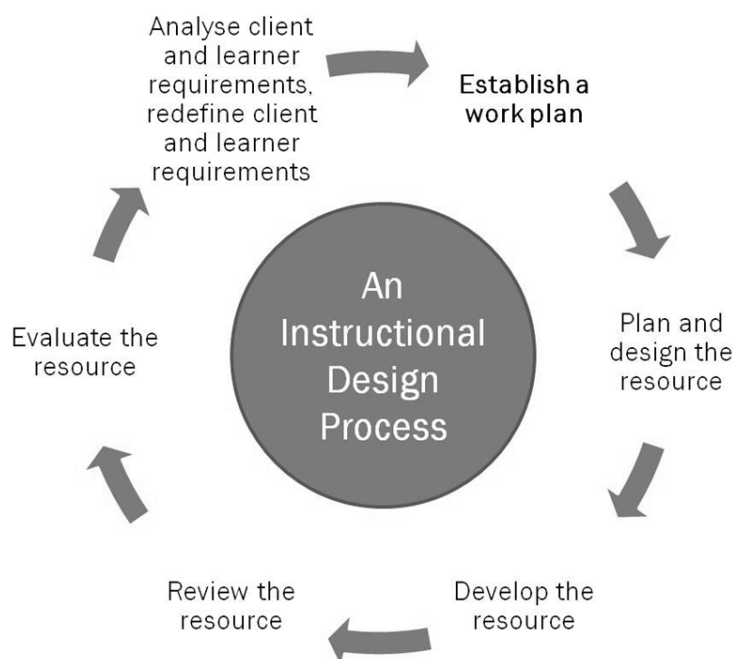 Analyse client
and learner
requirements,
redefine client
and learner
requirements
Establish a
work plan
Plan and
design the
resource
Develop the
resource
Review the
resource
Evaluate the
resource
An
Instructional
Design
Process